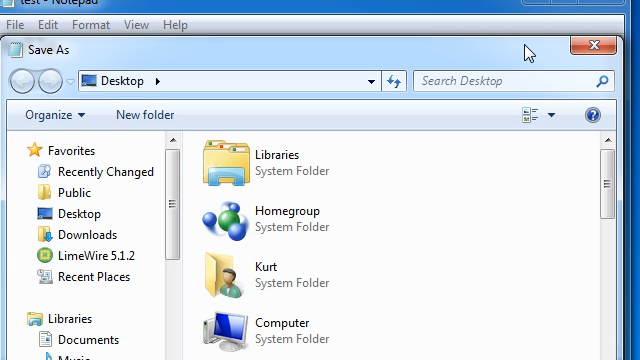 test - Notepad
File Edit Format View Help
Save As
Desktop
Search Desktop
Organize
New folder
Favorites
Recently Changed
Public
Desktop
Downloads
LimeWire 5.1.2
Recent Places
Libraries
Documents
Music
Libraries
System Folder
Homegroup
System Folder
Kurt
System Folder
Computer
System Folder